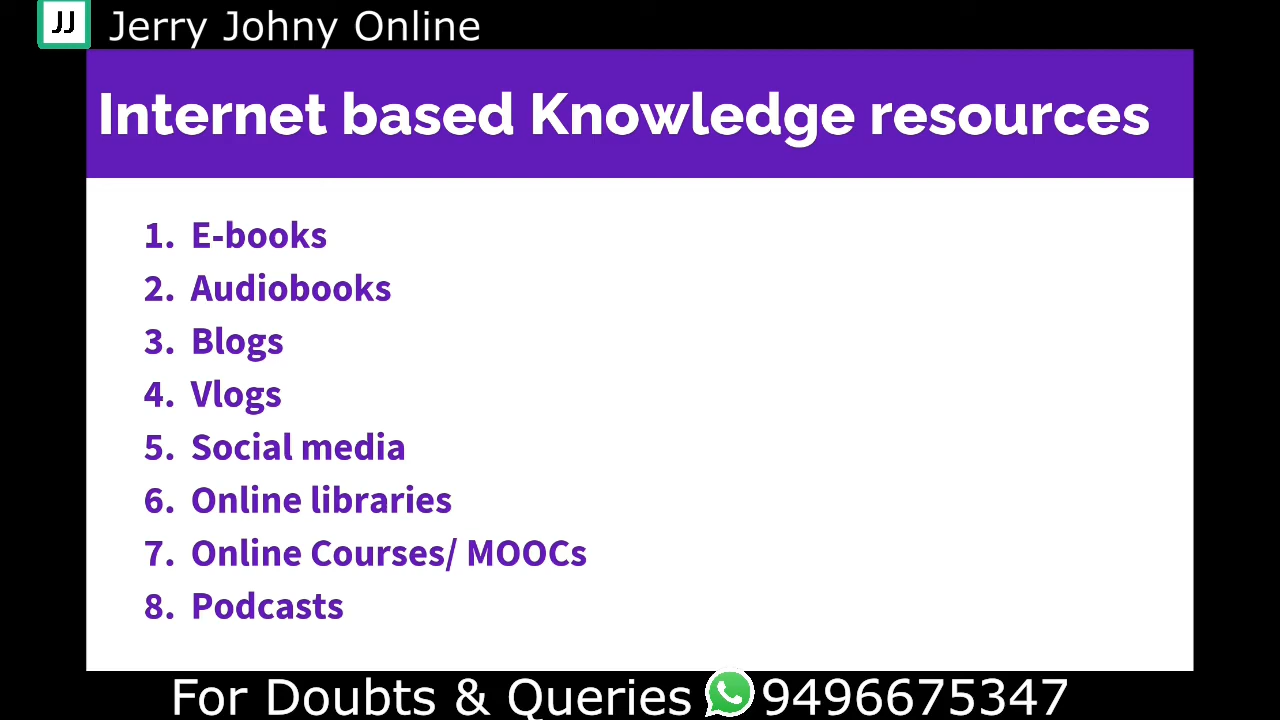 JJ Jerry Johny Online
Internet based Knowledge resources
1. E-books
2. Audiobooks
3. Blogs
4. Vlogs
5. Social media
6. Online libraries
7. Online Courses/ MOOCs
8. Podcasts
For Doubts & Queries 9496675347